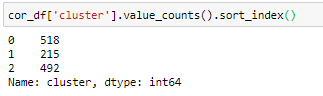 cor_df['cluster'].value_counts().sort_index()
0    518
1    215
2    492
Name: cluster, dtype: int64